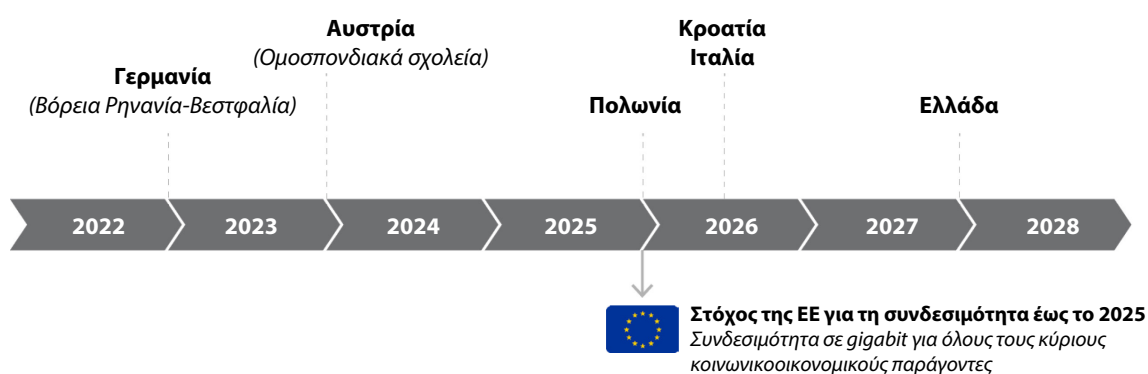 Αυστρία
(Ομοσπονδιακά σχολεία)
Κροατία
Ιταλία
Γερμανία
(Βόρεια Ρηνανία-Βεστφαλία)
Πολωνία
Ελλάδα
2022
2023
2024
2025
2026
2027
2028
Στόχος της ΕΕ για τη συνδεσιμότητα έως το 2025
Συνδεσιμότητα σε gigabit για όλους τους κύριους
κοινωνικοοικονομικούς παράγοντες